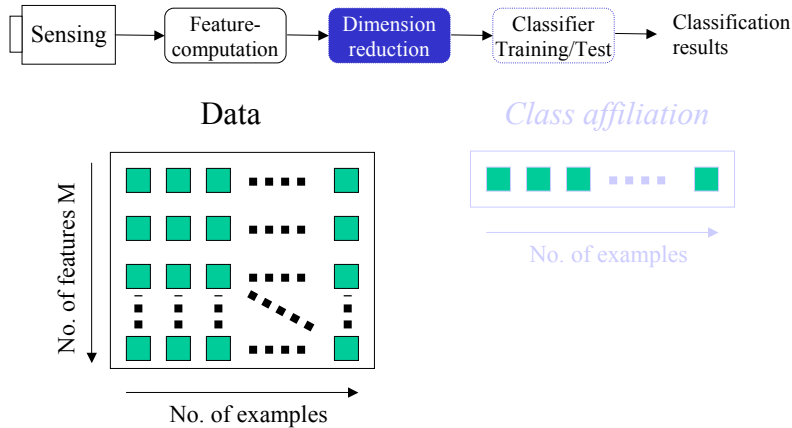 Sensing
Feature-
computation
Dimension
reduction
Classifier
Training/Test
Classification
results
Data
Class affiliation
No. of features M
No. of examples
No. of examples